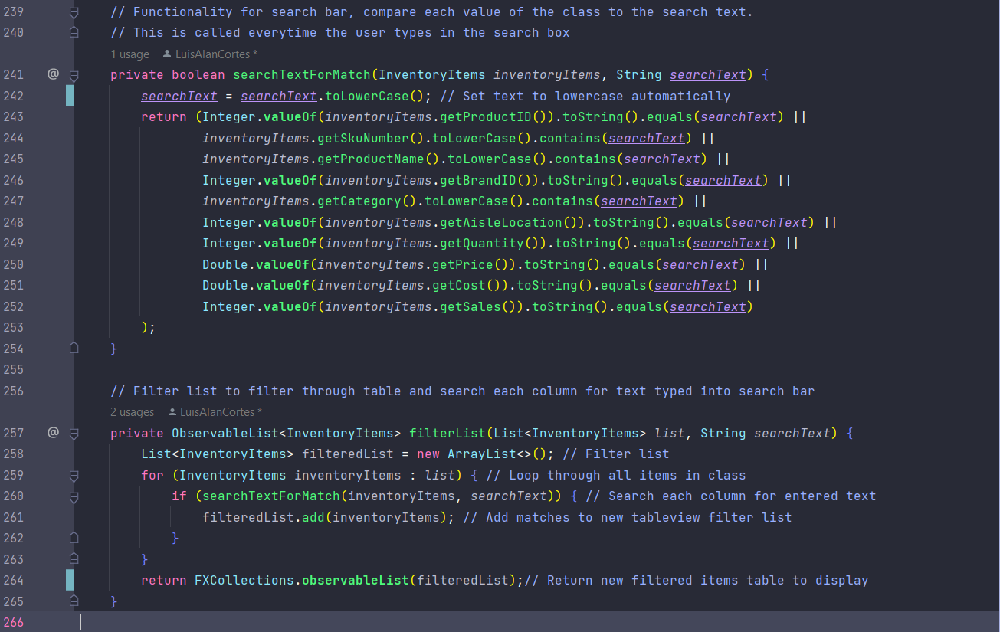 239 // Functionality for search bar, compare each value of the class to the search text.
240 // This is called everytime the user types in the search box
1 usage LuisAlanCortes *
241 @ private boolean searchTextForMatch(InventoryItems inventoryItems, String searchText) {
242 searchText = searchText.toLowerCase(); // Set text to lowercase automatically
243 return (Integer.valueOf(inventoryItems.getProductID()).toString().equals(searchText) ||
244 inventoryItems.getSkuNumber().toLowerCase().contains(searchText) ||
245 inventoryItems.getProductName().toLowerCase().contains(searchText) ||
246 Integer.valueOf(inventoryItems.getBrandID()).toString().equals(searchText) ||
247 inventoryItems.getCategory().toLowerCase().contains(searchText) ||
248 Integer.valueOf(inventoryItems.getAisleLocation()).toString().equals(searchText) ||
249 Integer.valueOf(inventoryItems.getQuantity()).toString().equals(searchText) ||
250 Double.valueOf(inventoryItems.getPrice()).toString().equals(searchText) ||
251 Double.valueOf(inventoryItems.getCost()).toString().equals(searchText) ||
252 Integer.valueOf(inventoryItems.getSales()).toString().equals(searchText)
253 );
254 }
255
256 // Filter list to filter through table and search each column for text typed into search bar
2 usages LuisAlanCortes *
257 @ private ObservableList<InventoryItems> filterList(List<InventoryItems> list, String searchText) {
258 List<InventoryItems> filteredList = new ArrayList<>(); // Filter list
259 for (InventoryItems inventoryItems : list) { // Loop through all items in class
260 if (searchTextForMatch(inventoryItems, searchText)) { // Search each column for entered text
261 filteredList.add(inventoryItems); // Add matches to new tableview filter list
262 }
263 }
264 return FXCollections.observableList(filteredList);// Return new filtered items table to display
265 }
266